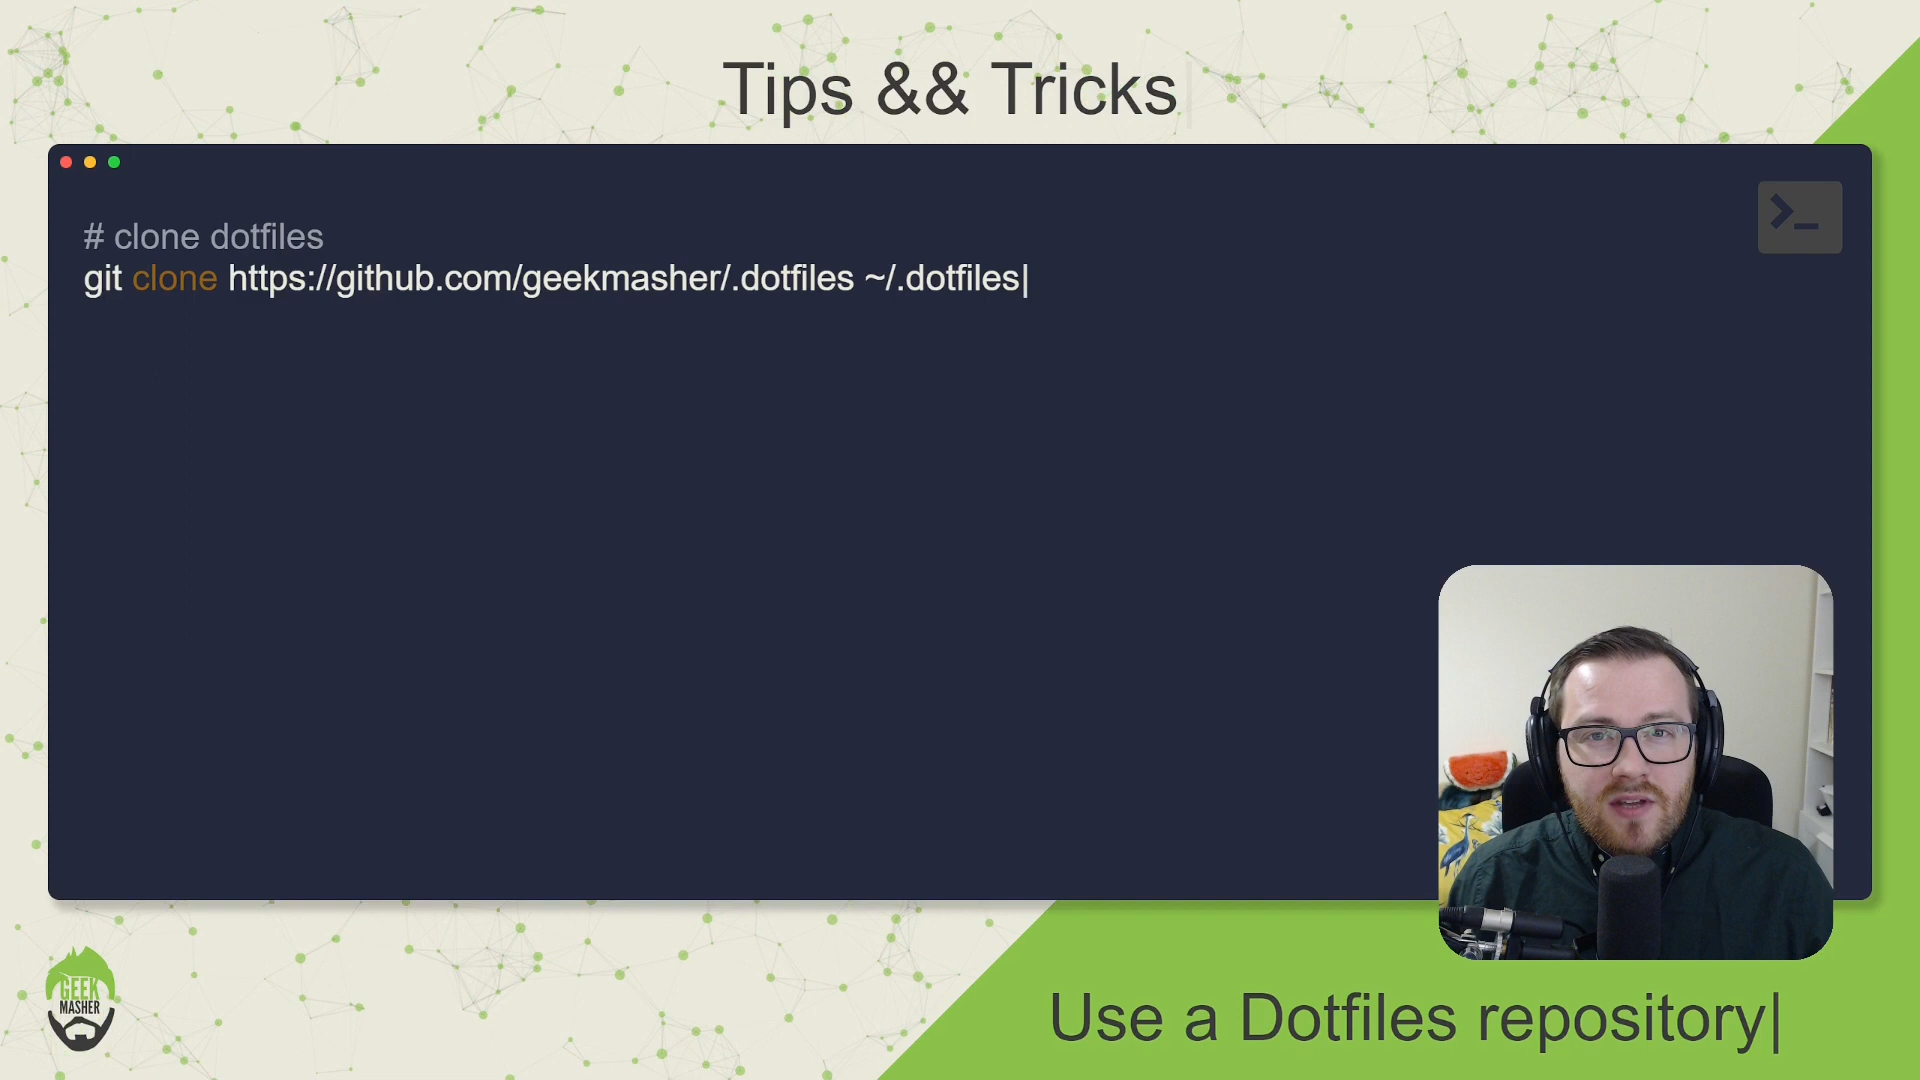 Tips && Tricks
# clone dotfiles
git clone https://github.com/geekmasher/.dotfiles ~/.dotfiles|
>_
GEEK
MASHER
Use a Dotfiles repository|